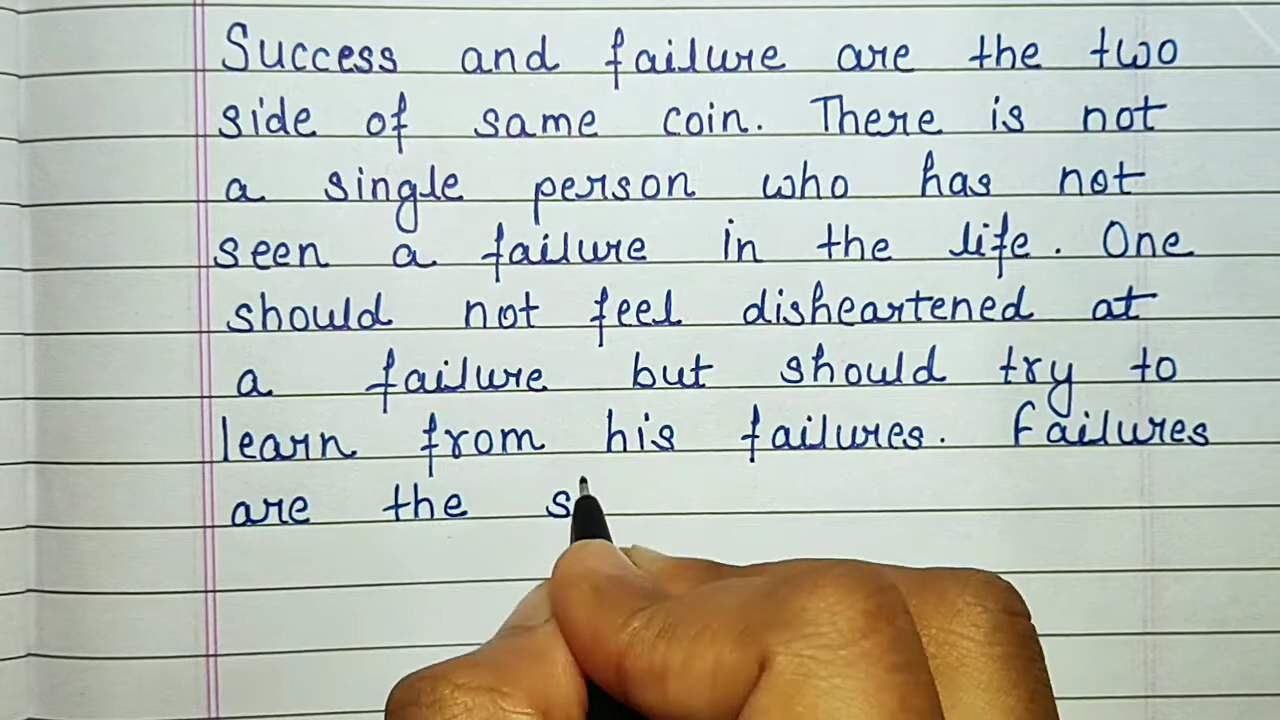 Success and failure are the two
side of same coin. There is not
a single person who has not
seen a failure in the life. One
should not feel disheartened at
a failure but should try to
learn from his failures. Failures
are the s